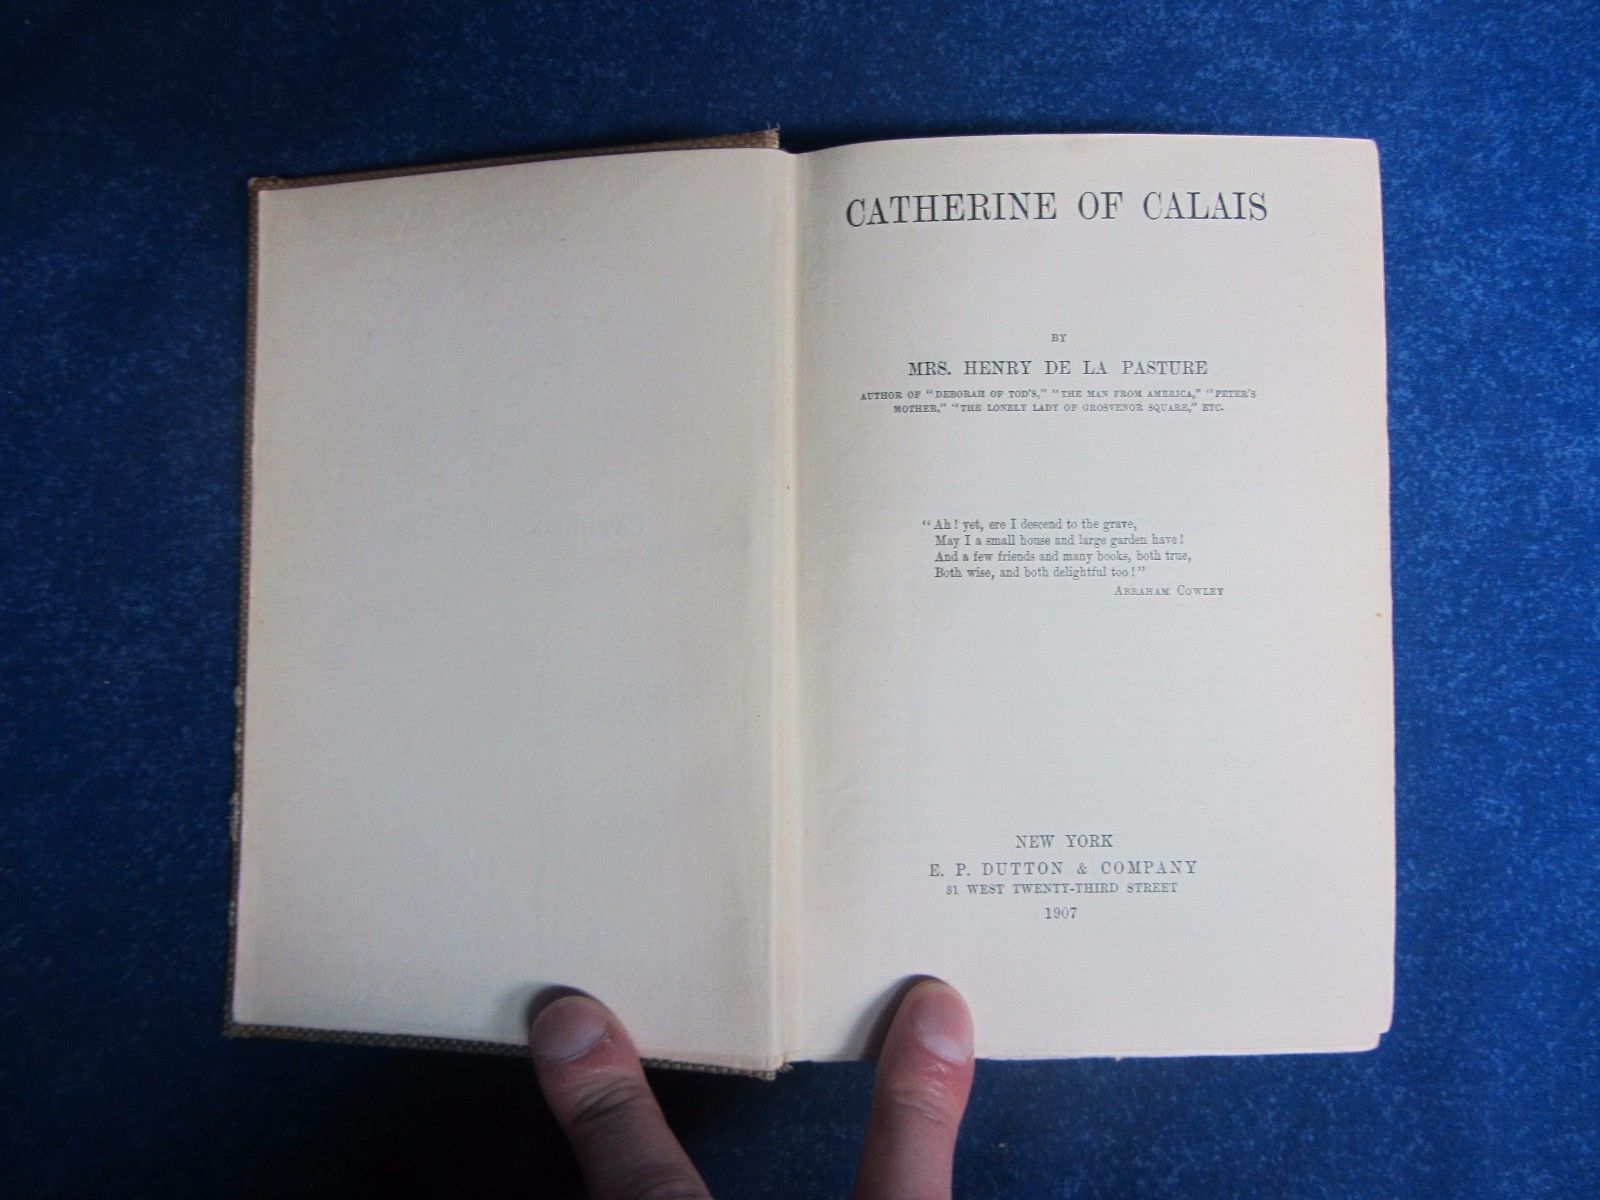 CATHERINE OF CALAIS
BY
MRS. HENRY DE LA PASTURE
AUTHOR OF "DEBORAH OF TOD'S," "THE MAN FROM AMERICA," "PETER'S
MOTHER," "THE LONELY LADY OF GROSVENOR SQUARE," ETC.
"Ah! yet, ere I descend to the grave,
May I a small house and large garden have!
And a few friends and many books, both true,
Both wise, and both delightful too!"
ABRAHAM COWLEY
NEW YORK
E. P. DUTTON & COMPANY
31 WEST TWENTY-THIRD STREET
1907